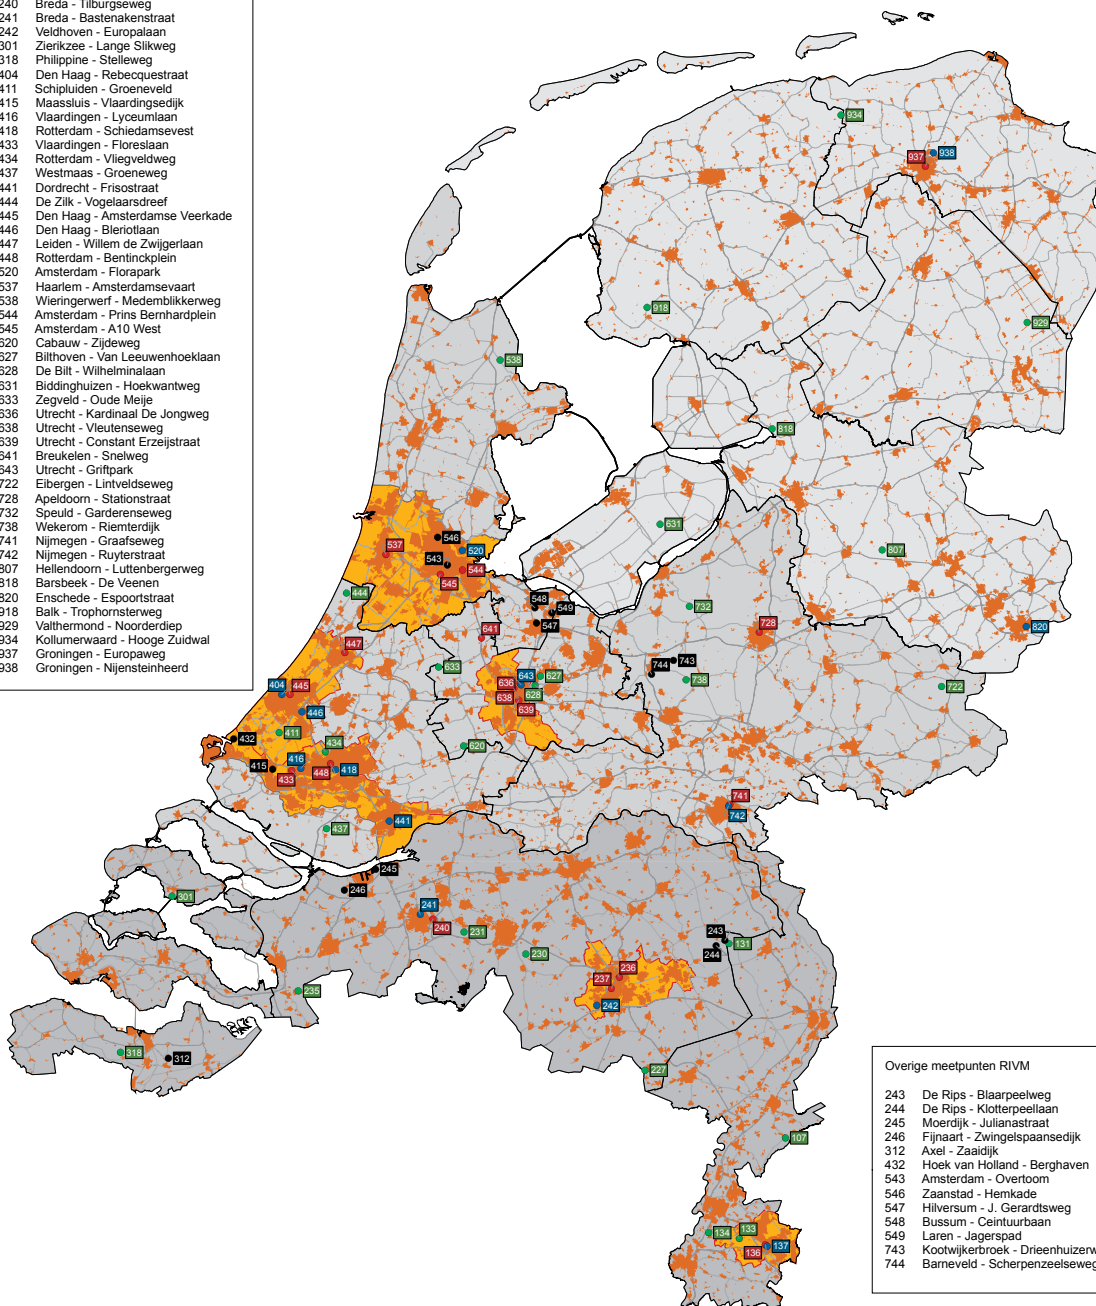 240 Breda - Tilburgseweg
241 Breda - Bastenakenstraat
242 Veldhoven - Europalaan
301 Zierikzee - Lange Slikweg
318 Philippine - Stelleweg
404 Den Haag - Rebecquestraat
411 Schipluiden - Groeneveld
415 Maassluis - Vlaardingsedijk
416 Vlaardingen - Lyceumlaan
418 Rotterdam - Schiedamsevest
433 Vlaardingen - Floreslaan
434 Rotterdam - Vliegveldweg
437 Westmaas - Groeneweg
441 Dordrecht - Frisostraat
444 De Zilk - Vogelaarsdreef
445 Den Haag - Amsterdamse Veerkade
446 Den Haag - Bleriotlaan
447 Leiden - Willem de Zwijgerlaan
448 Rotterdam - Bentinckplein
520 Amsterdam - Florapark
537 Haarlem - Amsterdamsevaart
538 Wieringerwerf - Medemblikkerweg
544 Amsterdam - Prins Bernhardplein
545 Amsterdam - A10 West
620 Cabauw - Zijdeweg
627 Bilthoven - Van Leeuwenhoeklaan
628 De Bilt - Wilhelminalaan
631 Biddinghuizen - Hoekwantweg
633 Zegveld - Oude Meije
636 Utrecht - Kardinaal De Jongweg
638 Utrecht - Vleutenseweg
639 Utrecht - Constant Erzeijstraat
641 Breukelen - Snelweg
643 Utrecht - Griftpark
722 Eibergen - Lintveldseweg
728 Apeldoorn - Stationstraat
732 Speuld - Garderenseweg
738 Wekerom - Riemterdijk
741 Nijmegen - Graafseweg
742 Nijmegen - Ruyterstraat
807 Hellendoorn - Luttenbergerweg
818 Barsbeek - De Veenen
820 Enschede - Espoortstraat
918 Balk - Trophornsterweg
929 Valthermond - Noorderdiep
934 Kollumerwaard - Hooge Zuidwal
937 Groningen - Europaweg
938 Groningen - Nijensteinheerd
934
937
938
918
929
538
818
631
807
546
537
543
520
544
545
444
548
549
547
732
728
820
641
447
633
744
743
738
722
636
643
627
638
628
639
404
445
446
411
432
434
620
415
416
433
448
418
741
742
437
441
245
246
301
241
240
231
243
131
244
230
236
237
235
242
318
312
227
107
134
133
136
137
Overige meetpunten RIVM
243 De Rips - Blaarpeelweg
244 De Rips - Klotterpeellaan
245 Moerdijk - Julianastraat
246 Fijnaart - Zwingelspaansedijk
312 Axel - Zaaidijk
432 Hoek van Holland - Berghaven
543 Amsterdam - Overtoom
546 Zaanstad - Hemkade
547 Hilversum - J. Gerardtsweg
548 Bussum - Ceintuurbaan
549 Laren - Jagerspad
743 Kootwijkerbroek - Drieenhuizerw
744 Barneveld - Scherpenzeelseweg